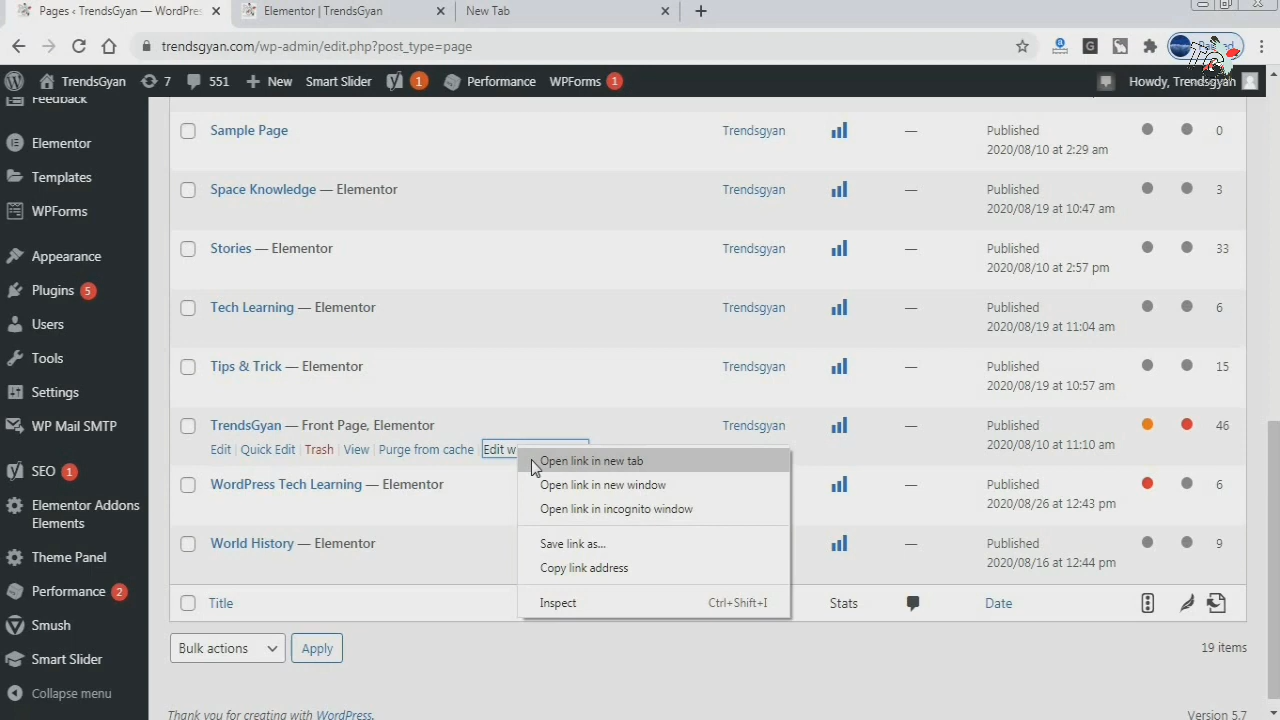 Pages ‹ TrendsGyan — WordPres
Elementor | TrendsGyan
New Tab
trendsgyan.com/wp-admin/edit.php?post_type=page
TrendsGyan
7
551
New
Smart Slider
1
Performance
WPForms 1
Howdy, Trendsgyan
Feedback
Elementor
Templates
WPForms
Appearance
Plugins 5
Users
Tools
Settings
WP Mail SMTP
SEO 1
Elementor Addons
Elements
Theme Panel
Performance 2
Smush
Smart Slider
Collapse menu
Sample Page
Trendsgyan
—
Published
2020/08/10 at 2:29 am
0
Space Knowledge — Elementor
Trendsgyan
—
Published
2020/08/19 at 10:47 am
3
Stories — Elementor
Trendsgyan
—
Published
2020/08/10 at 2:57 pm
33
Tech Learning — Elementor
Trendsgyan
—
Published
2020/08/19 at 11:04 am
6
Tips & Trick — Elementor
Trendsgyan
—
Published
2020/08/19 at 10:57 am
15
TrendsGyan — Front Page, Elementor
Edit | Quick Edit | Trash | View | Purge from cache | Edit w
Trendsgyan
—
Published
2020/08/10 at 11:10 am
46
WordPress Tech Learning — Elementor
Published
2020/08/26 at 12:43 pm
6
World History — Elementor
Published
2020/08/16 at 12:44 pm
9
Open link in new tab
Open link in new window
Open link in incognito window
Save link as...
Copy link address
Inspect Ctrl+Shift+I
Title
Stats
Date
Bulk actions
Apply
19 items
Thank you for creating with WordPress.
Version 5.7